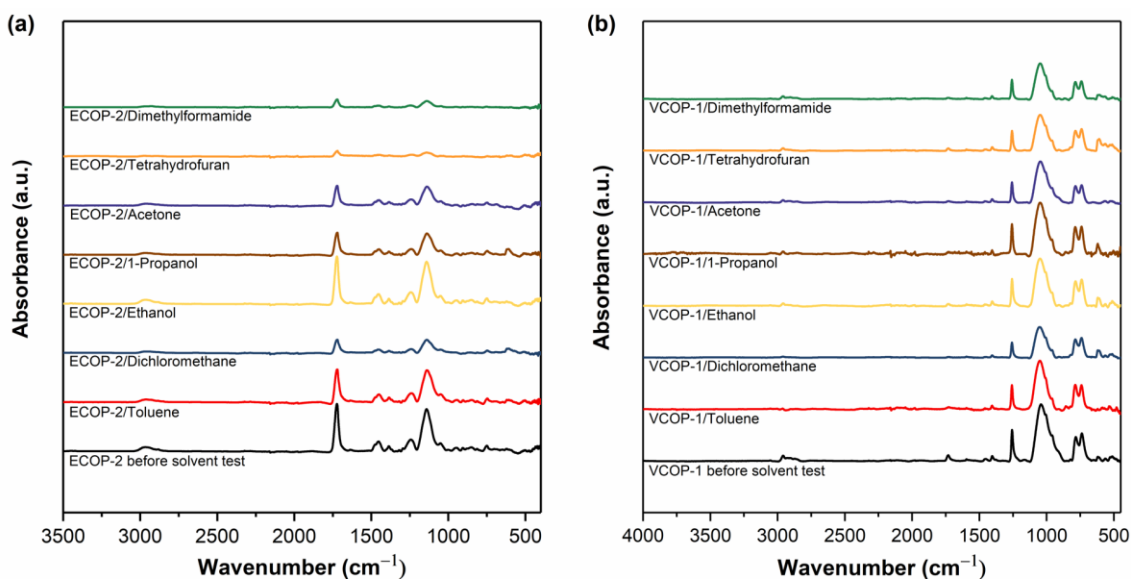 (a)
Absorbance (a.u.)
ECOP-2/Dimethylformamide
ECOP-2/Tetrahydrofuran
ECOP-2/Acetone
ECOP-2/1-Propanol
ECOP-2/Ethanol
ECOP-2/Dichloromethane
ECOP-2/Toluene
ECOP-2 before solvent test
3500 3000 2500 2000 1500 1000 500
Wavenumber (cm⁻¹)
(b)
Absorbance (a.u.)
VCOP-1/Dimethylformamide
VCOP-1/Tetrahydrofuran
VCOP-1/Acetone
VCOP-1/1-Propanol
VCOP-1/Ethanol
VCOP-1/Dichloromethane
VCOP-1/Toluene
VCOP-1 before solvent test
4000 3500 3000 2500 2000 1500 1000 500
Wavenumber (cm⁻¹)